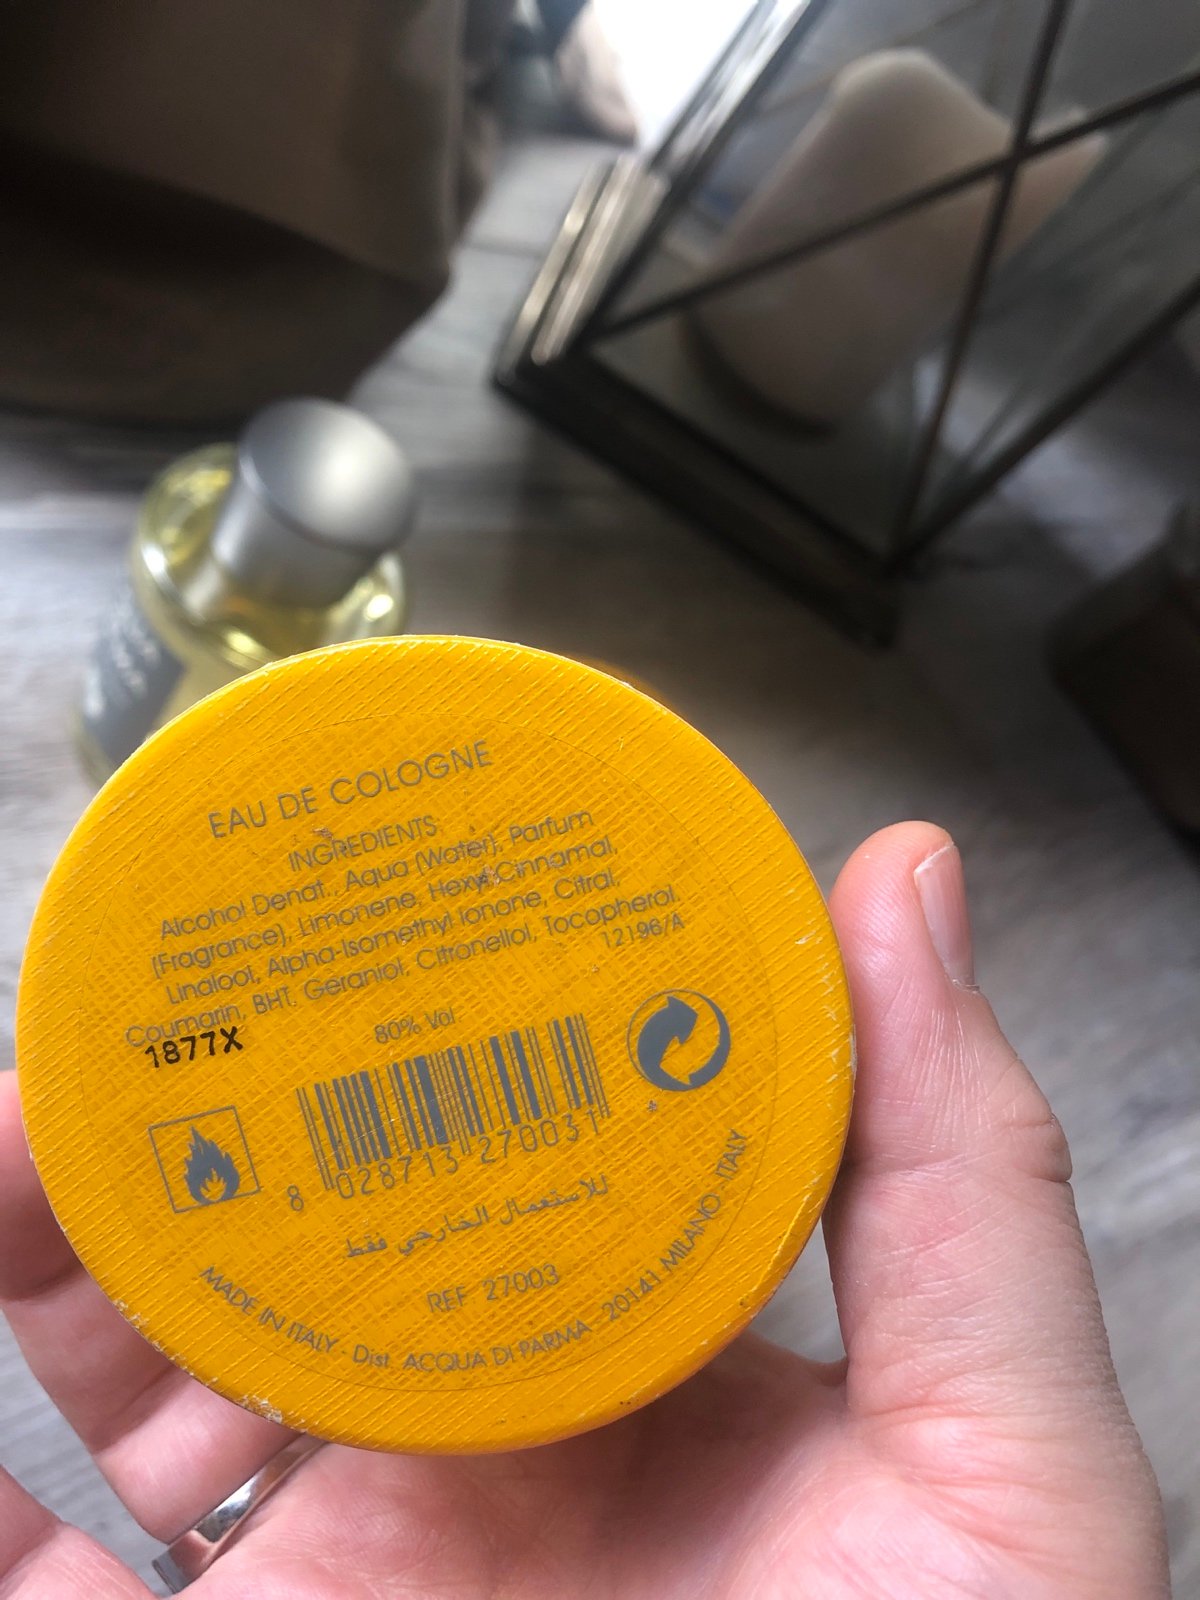 EAU DE COLOGNE
INGREDIENTS:
Alcohol Denat., Aqua (Water), Parfum
(Fragrance), Limonene, Hexyl Cinnamal,
Linalool, Alpha-Isomethyl Ionone, Citral,
Coumarin, BHT. Geraniol, Citronellol, Tocopherol.
12196/A
1877X
80% Vol
8 028713 270031
للاستعمال الخارجي فقط
REF 27003
MADE IN ITALY - Dist. ACQUA DI PARMA 20141 MILANO - ITALY